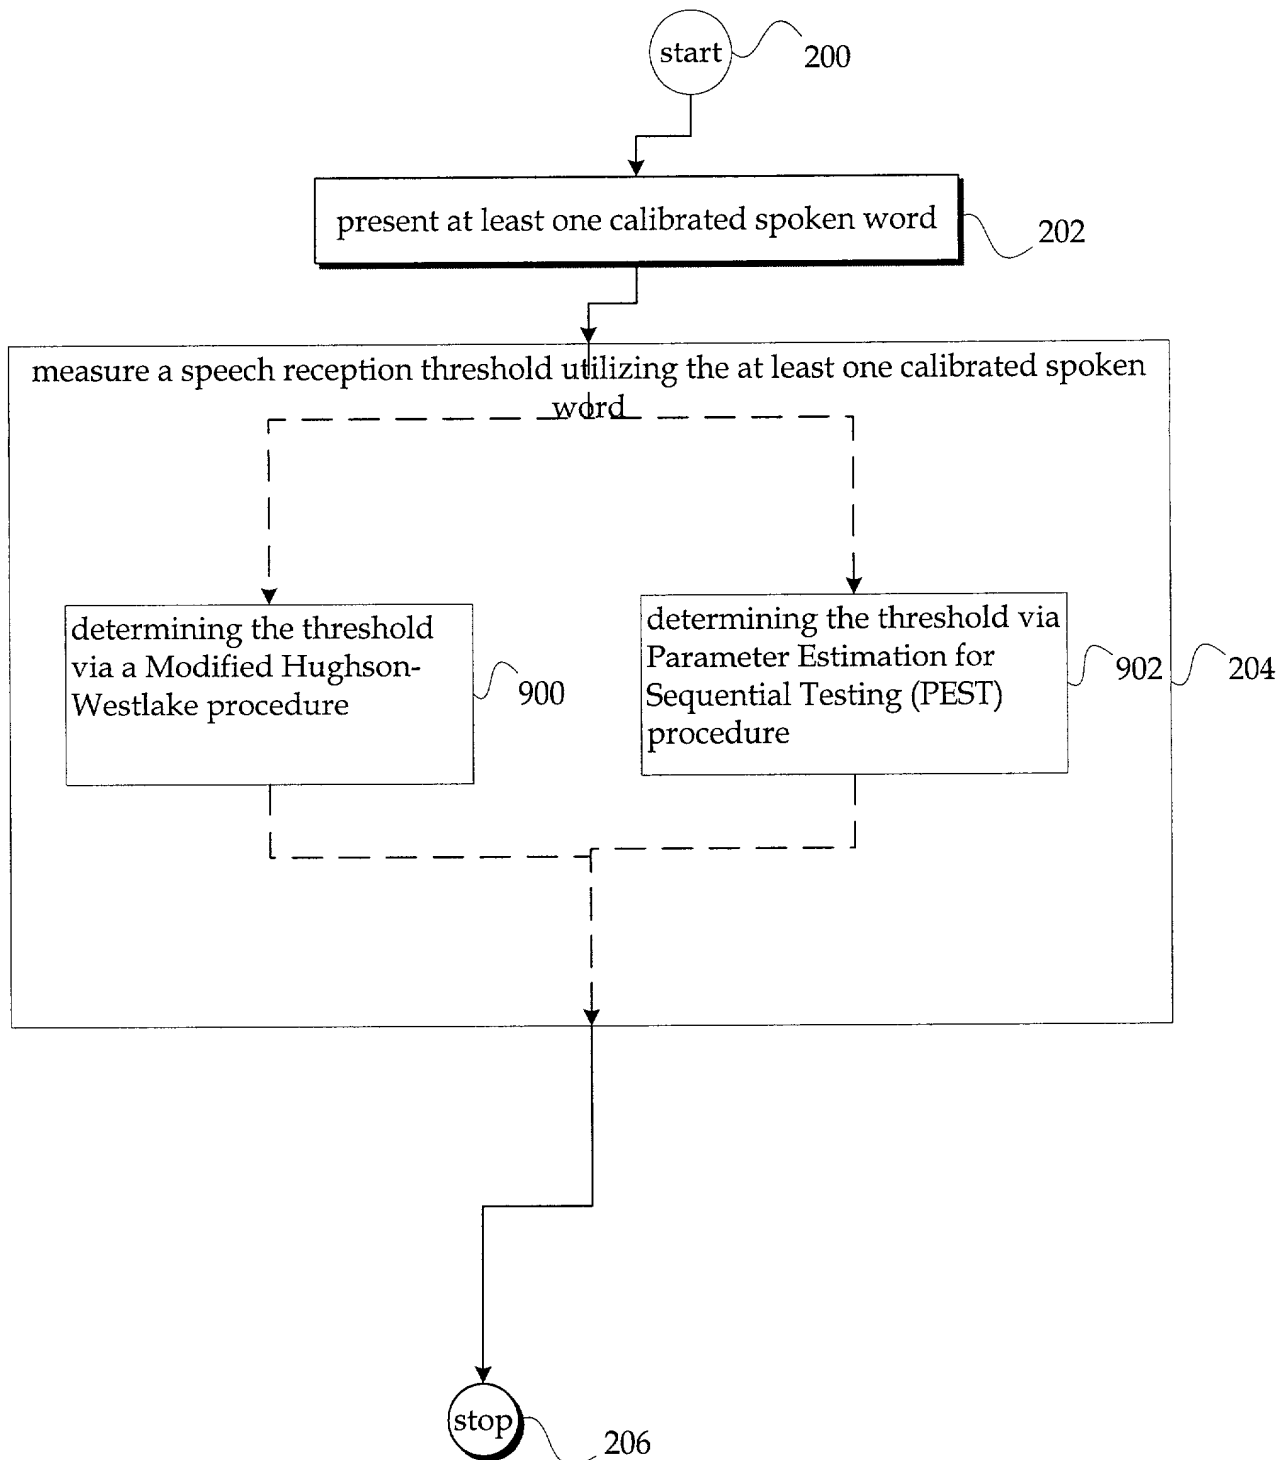 start
200
present at least one calibrated spoken word
202
measure a speech reception threshold utilizing the at least one calibrated spoken
word
determining the threshold
via a Modified Hughson-
Westlake procedure
900
determining the threshold via
Parameter Estimation for
Sequential Testing (PEST)
procedure
902
204
stop
206